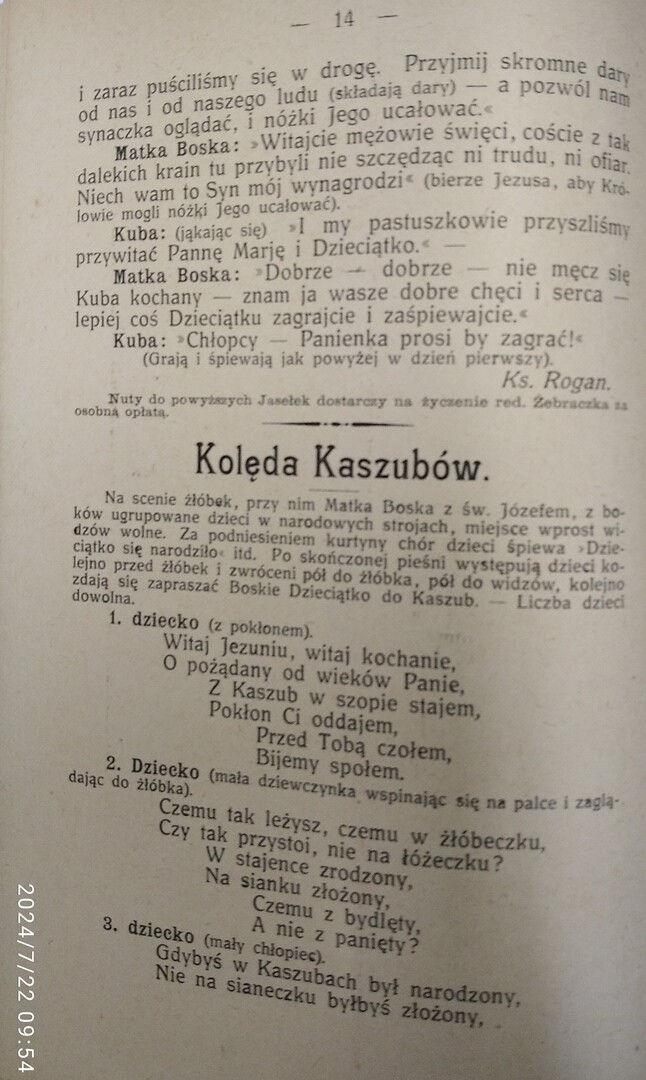 — 14 —
i zaraz puściliśmy się w drogę. Przyjmij skromne dary
od nas i od naszego ludu (składają dary) — a pozwól nam
synaczka oglądać, i nóżki Jego ucałować.«
Matka Boska: »Witajcie mężowie święci, coście z tak
dalekich krain tu przybyli nie szczędząc ni trudu, ni ofiar.
Niech wam to Syn mój wynagrodzi« (bierze Jezusa, aby Kró-
lowie mogli nóżki Jego ucałować).
Kuba: (jąkając się) »I my pastuszkowie przyszliśmy
przywitać Pannę Marję i Dzieciątko.« —
Matka Boska: »Dobrze — dobrze — nie męcz się
Kuba kochany — znam ja wasze dobre chęci i serca —
lepiej coś Dzieciątku zagrajcie i zaśpiewajcie.«
Kuba: »Chłopcy — Panienka prosi by zagrać!«
(Grają i śpiewają jak powyżej w dzień pierwszy).
Ks. Rogan.
Nuty do powyższych Jasełek dostarczy na życzenie red. Żebraczka za
osobną opłatą.
Kolęda Kaszubów.
Na scenie żłóbek, przy nim Matka Boska z św. Józefem, z bo-
ków ugrupowane dzieci w narodowych strojach, miejsce wprost wi-
dzów wolne. Za podniesieniem kurtyny chór dzieci śpiewa »Dzie-
ciątko się narodziło« itd. Po skończonej pieśni występują dzieci ko-
lejno przed żłóbek i zwróceni pół do żłóbka, pół do widzów, kolejno
zdają się zapraszać Boskie Dzieciątko do Kaszub. — Liczba dzieci
dowolna.
1. dziecko (z pokłonem).
Witaj Jezuniu, witaj kochanie,
O pożądany od wieków Panie,
Z Kaszub w szopie stajem,
Pokłon Ci oddajem,
Przed Tobą czołem,
Bijemy społem.
2. Dziecko (mała dziewczynka wspinając się na palce i zaglą-
dając do żłóbka).
Czemu tak leżysz, czemu w żłóbeczku,
Czy tak przystoi, nie na łóżeczku?
W stajence zrodzony,
Na sianku złożony,
Czemu z bydlęty,
A nie z panięty?
3. dziecko (mały chłopiec).
Gdybyś w Kaszubach był narodzony,
Nie na sianeczku byłbyś złożony,
2024/7/22 09:54